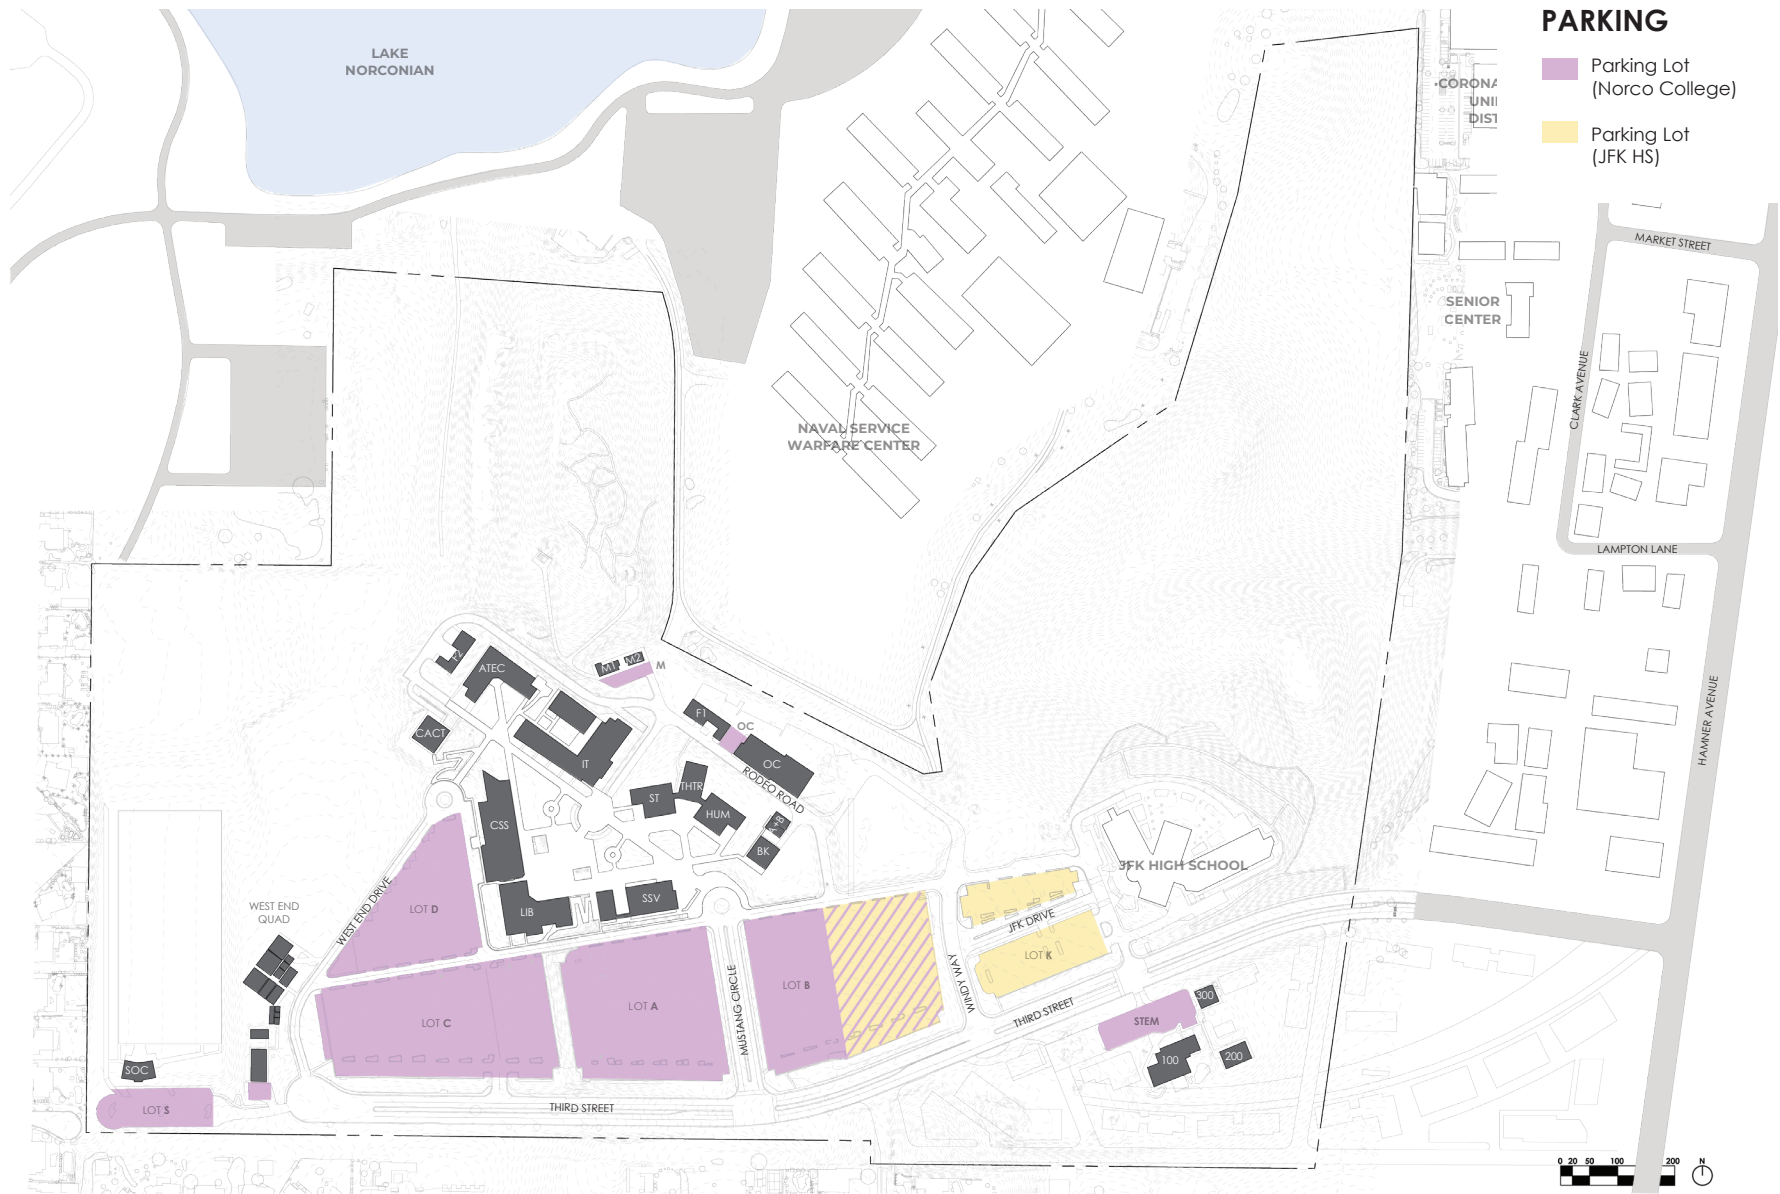 PARKING
Parking Lot
(Norco College)
Parking Lot
(JFK HS)
LAKE
NORCONIAN
CORONA
UNI
DIST
MARKET STREET
SENIOR
CENTER
CLARK AVENUE
NAVAL SERVICE
WARFARE CENTER
LAMPTON LANE
HAMNER AVENUE
F2
ATEC
M1
M2
M
F1
OC
CACT
IT
OC
RODEO ROAD
THTR
ST
HUM
A+B
BK
CSS
JFK HIGH SCHOOL
SSV
LIB
LOT D
WEST END DRIVE
WEST END
QUAD
JFK DRIVE
LOT K
WINDY WAY
LOT B
LOT A
LOT C
MUSTANG CIRCLE
THIRD STREET
300
STEM
100
200
SOC
LOT S
THIRD STREET
0 20 50 100 200
N